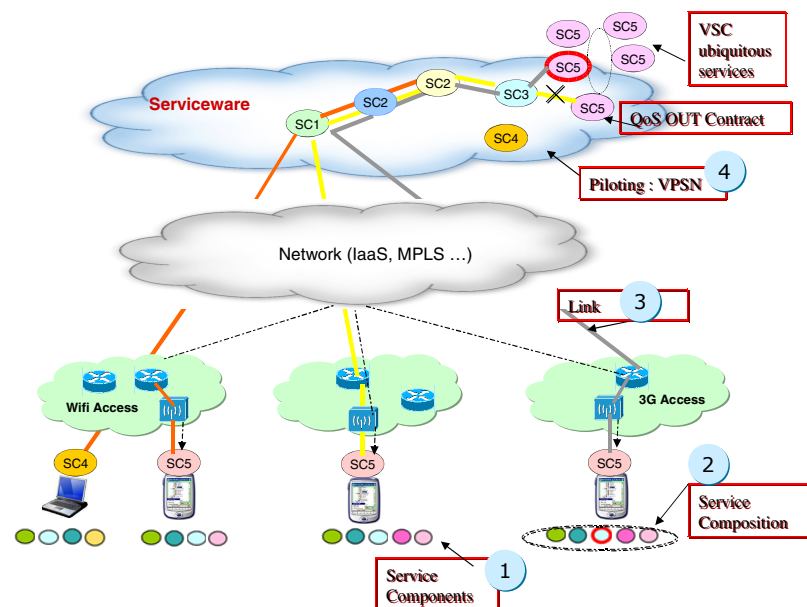 SC5
SC5
VSC
ubiquitous
services
SC5
SC5
Serviceware
SC2
SC2
SC3
SC5
SC1
QoS OUT Contract
SC4
4
Piloting : VPSN
Network (IaaS, MPLS …)
Link
3
Wifi Access
3G Access
SC4
SC5
SC5
SC5
2
Service
Composition
1
Service
Components